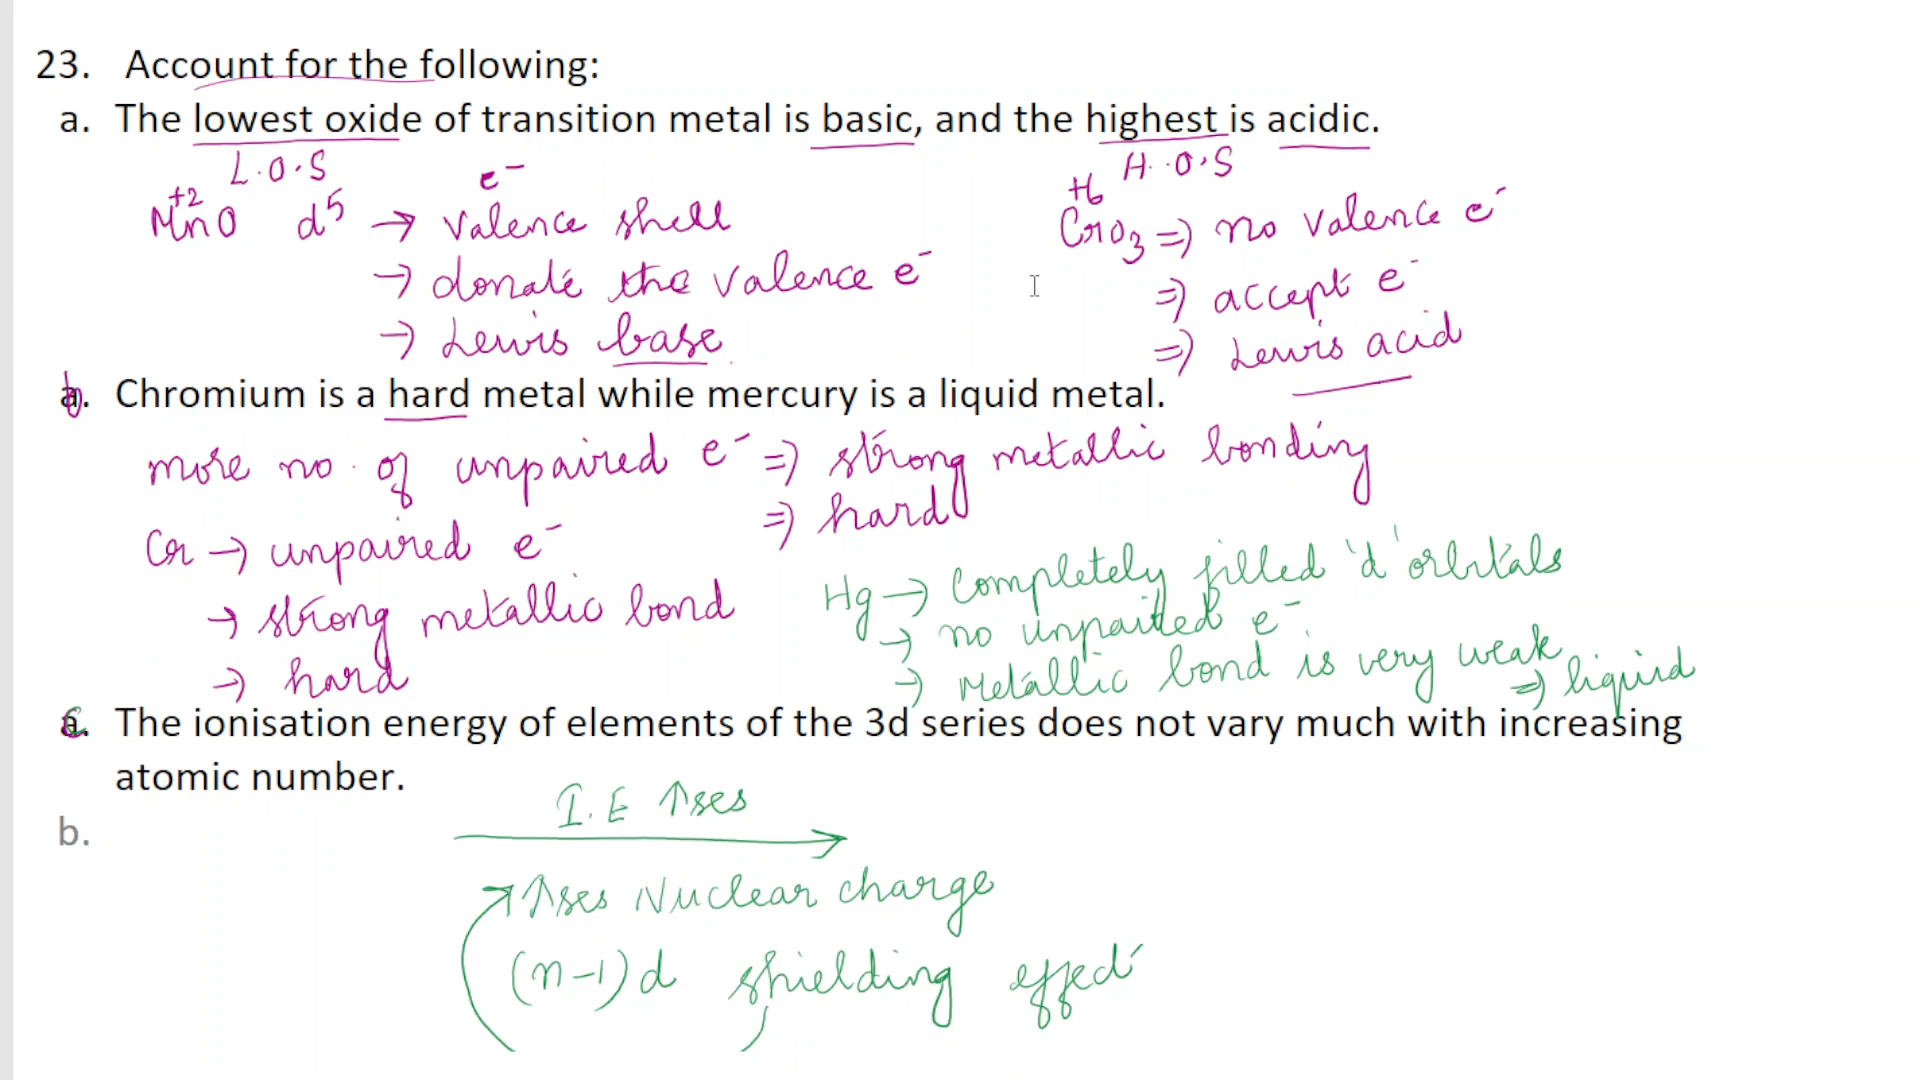 23. Account for the following:
a. The lowest oxide of transition metal is basic, and the highest is acidic.
L.O.S e⁻ H.O.S
+2 +6
MnO d⁵ → valence shell CrO₃ ⇒ no valence e⁻
→ donate the valence e⁻ ⇒ accept e⁻
→ Lewis base ⇒ Lewis acid
b. Chromium is a hard metal while mercury is a liquid metal.
more no. of unpaired e⁻ ⇒ strong metallic bonding
⇒ hard
Cr → unpaired e⁻ Hg → Completely filled 'd' orbitals
→ strong metallic bond → no unpaired e⁻
→ hard → Metallic bond is very weak ⇒ liquid
c. The ionisation energy of elements of the 3d series does not vary much with increasing
atomic number.
I.E ↑ses
b.
↑ses Nuclear charge
(n-1)d shielding effect